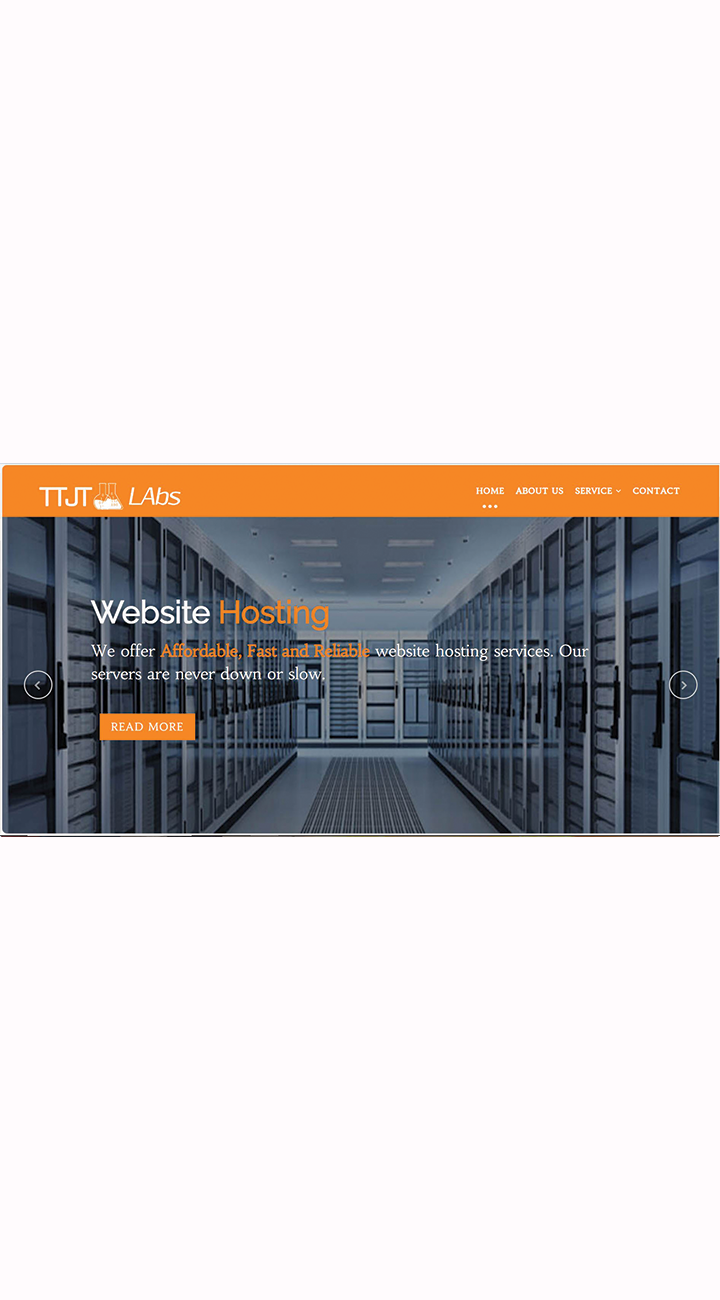 TTJT LAbs
HOME ABOUT US SERVICE CONTACT
Website Hosting
We offer Affordable, Fast and Reliable website hosting services. Our
servers are never down or slow.
READ MORE